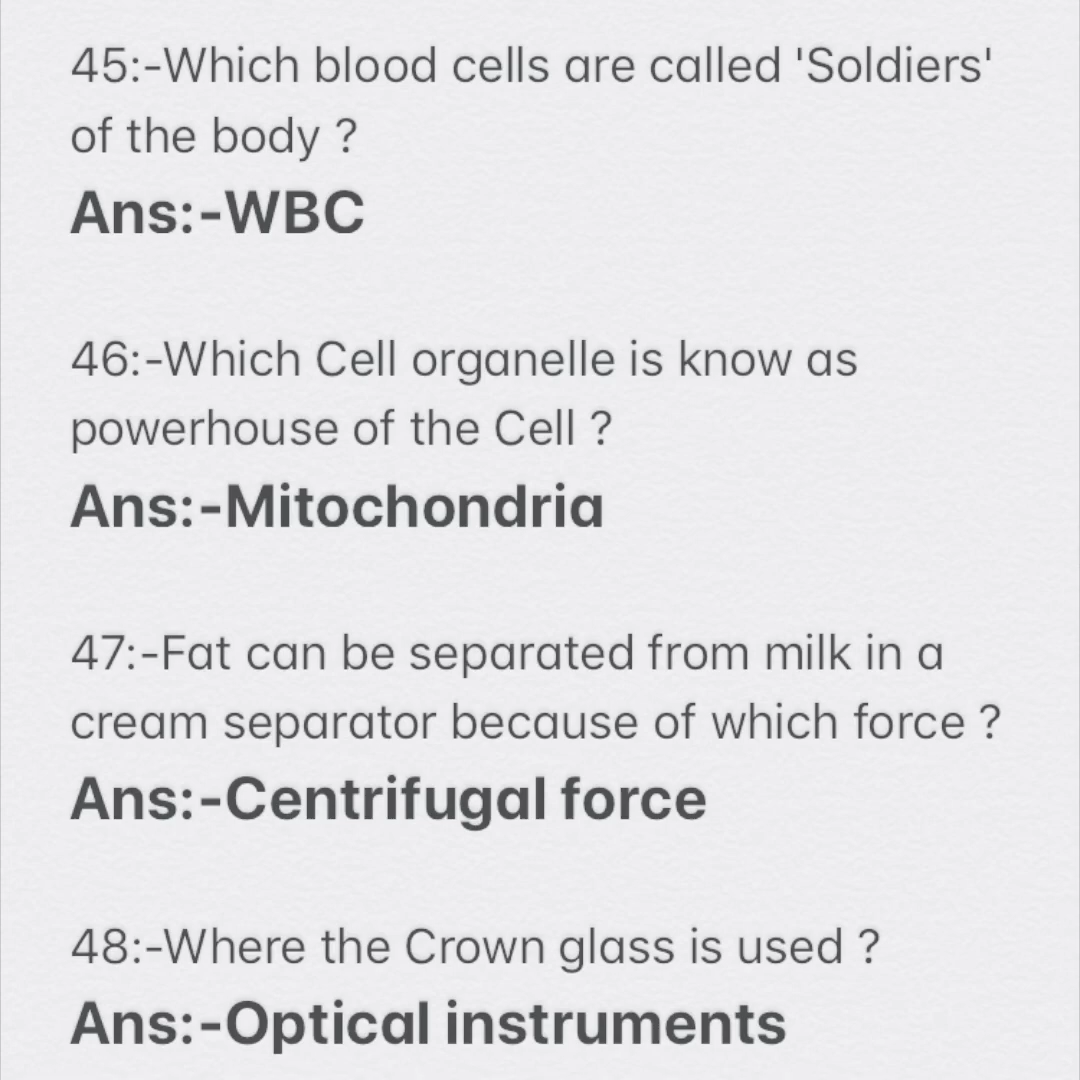 45:-Which blood cells are called 'Soldiers'
of the body ?
Ans:-WBC
46:-Which Cell organelle is know as
powerhouse of the Cell ?
Ans:-Mitochondria
47:-Fat can be separated from milk in a
cream separator because of which force ?
Ans:-Centrifugal force
48:-Where the Crown glass is used ?
Ans:-Optical instruments